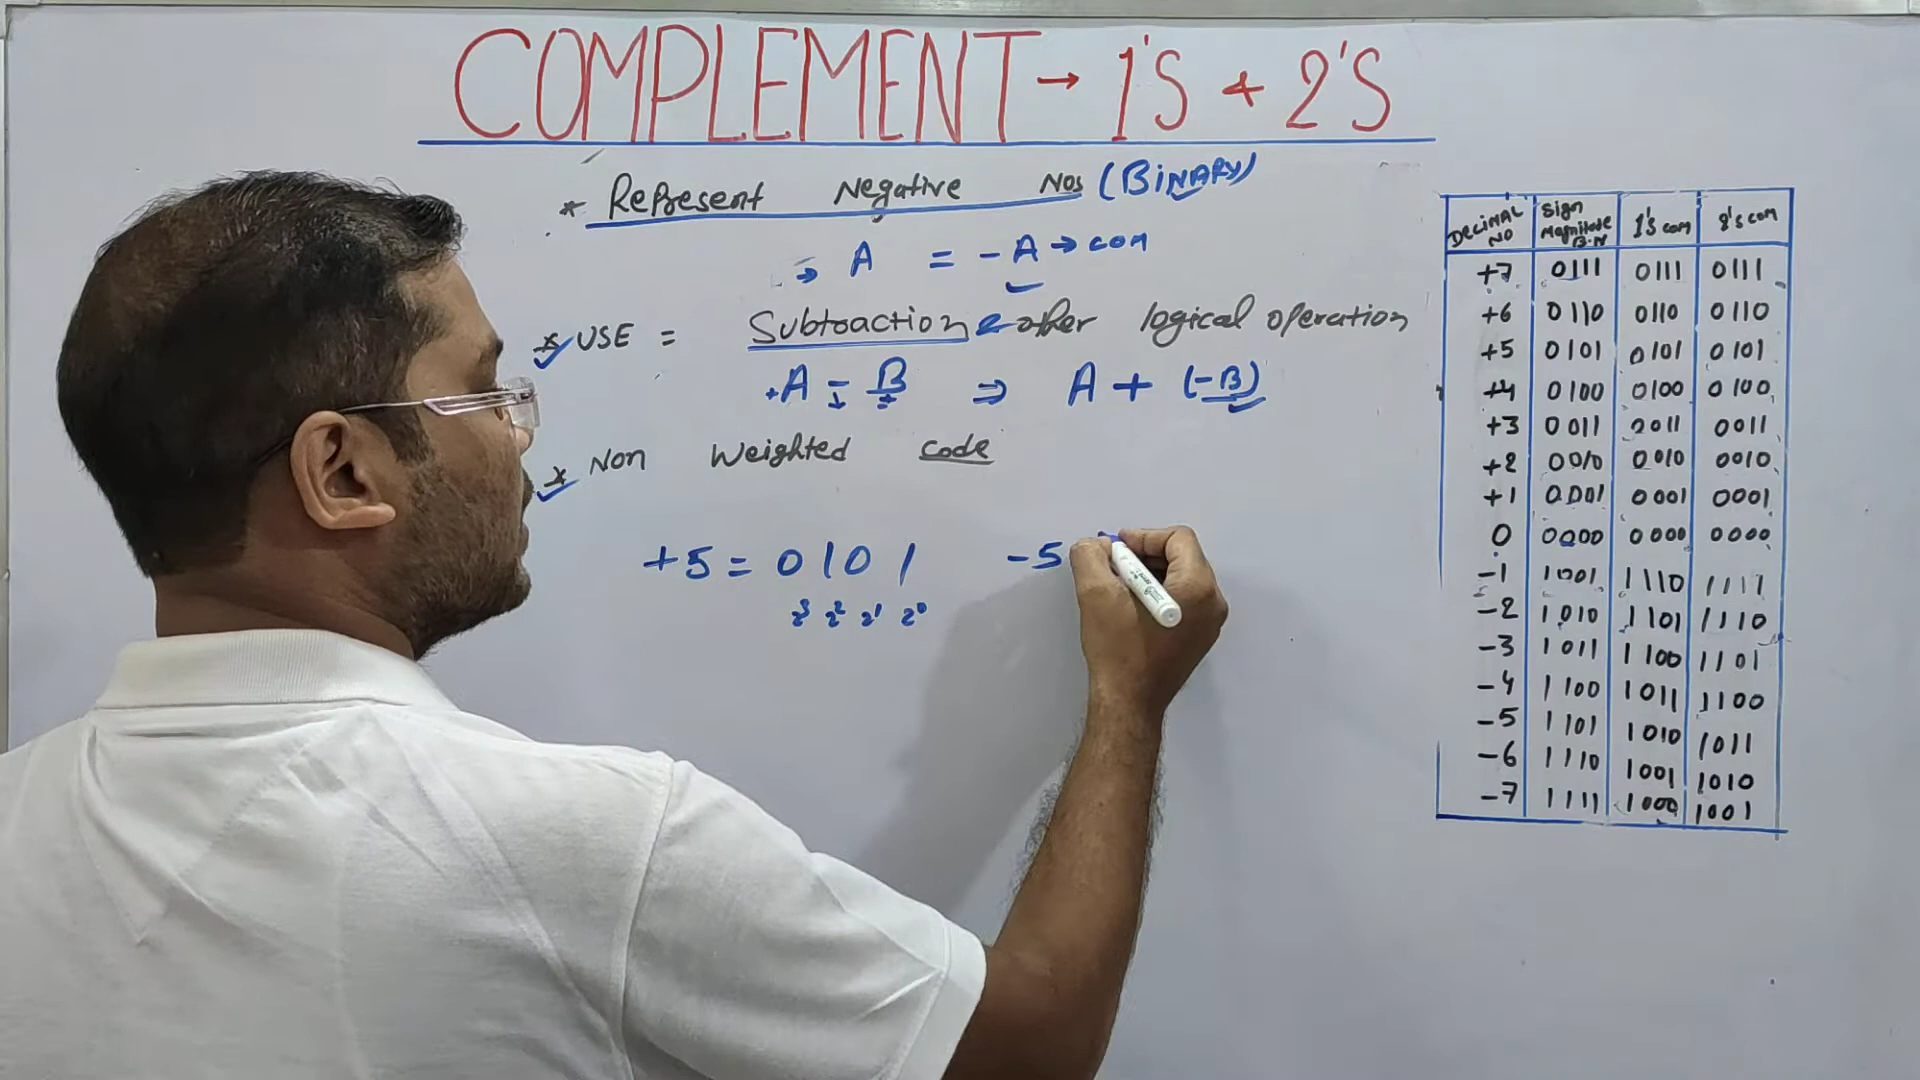 COMPLEMENT → 1'S & 2'S
* Represent Negative Nos (BiNARY)
→ A = -A → com
* USE = Subtraction & other logical operation
+A - B ⇒ A + (-B)
* Non Weighted Code
+5 = 0101 -5
2³ 2² 2¹ 2⁰
DECIMAL NO Sign Magnitude B.N 1's com 2's com
+7 0111 0111 0111
+6 0110 0110 0110
+5 0101 0101 0101
+4 0100 0100 0100
+3 0011 0011 0011
+2 0010 0010 0010
+1 0001 0001 0001
0 0000 0000 0000
-1 1001 1110 1111
-2 1010 1101 1110
-3 1011 1100 1101
-4 1100 1011 1100
-5 1101 1010 1011
-6 1110 1001 1010
-7 1111 1000 1001